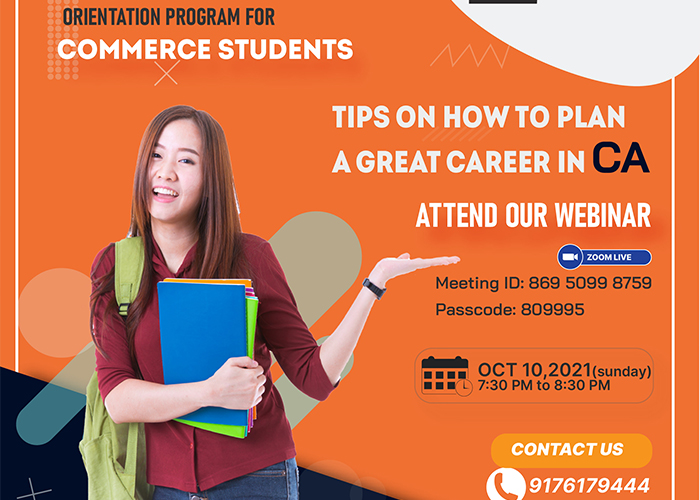 ORIENTATION PROGRAM FOR
COMMERCE STUDENTS
TIPS ON HOW TO PLAN
A GREAT CAREER IN CA
ATTEND OUR WEBINAR
ZOOM LIVE
Meeting ID: 869 5099 8759
Passcode: 809995
OCT 10,2021(sunday)
7:30 PM to 8:30 PM
CONTACT US
9176179444